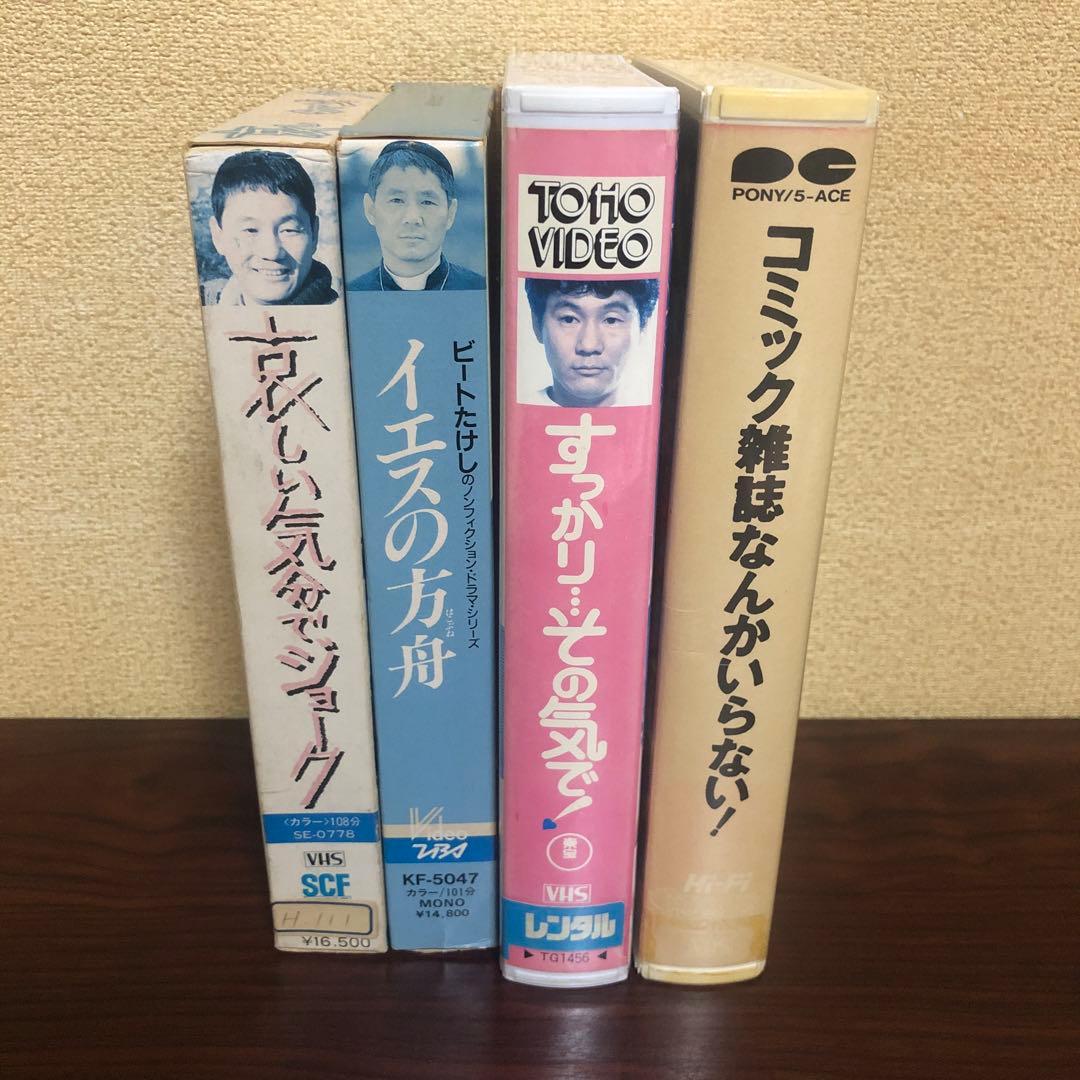 哀しい気分でジョーク
〈カラー〉108分
SE-0778
VHS
SCF
H-111
¥16,500
ビートたけしのノンフィクション・ドラマ・シリーズ
イエスの方舟
はこぶね
Video
TBS
KF-5047
カラー/101分
MONO
¥14,800
TOHO
VIDEO
すっかり…その気で!
東宝
VHS
レンタル
▶ TG1456 ◀
PONY/5-ACE
コミック雑誌なんかいらない!
Hi-Fi